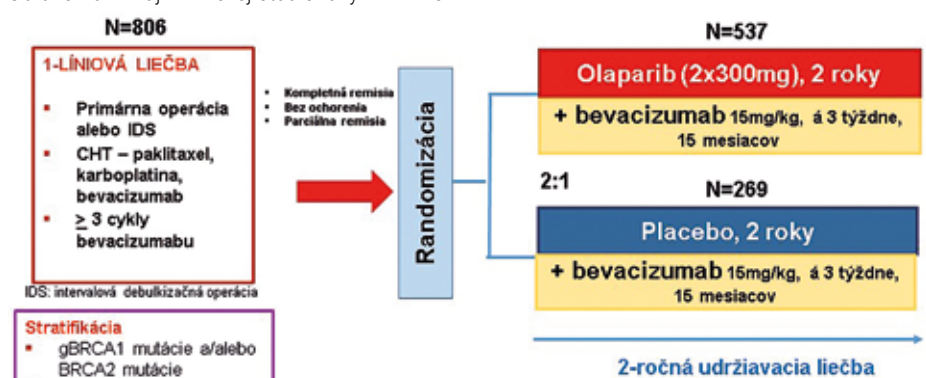 N=806
1-LÍNIOVÁ LIEČBA
▪ Primárna operácia
alebo IDS
▪ CHT – paklitaxel,
karboplatina,
bevacizumab
▪ ≥ 3 cykly
bevacizumabu
IDS: intervalová debulkizačná operácia
Stratifikácia
▪ gBRCA1 mutácie a/alebo
BRCA2 mutácie
• Kompletná remisia
• Bez ochorenia
• Parciálna remisia
Randomizácia
2:1
N=537
Olaparib (2x300mg), 2 roky
+ bevacizumab 15mg/kg, á 3 týždne,
15 mesiacov
N=269
Placebo, 2 roky
+ bevacizumab 15mg/kg, á 3 týždne,
15 mesiacov
2-ročná udržiavacia liečba